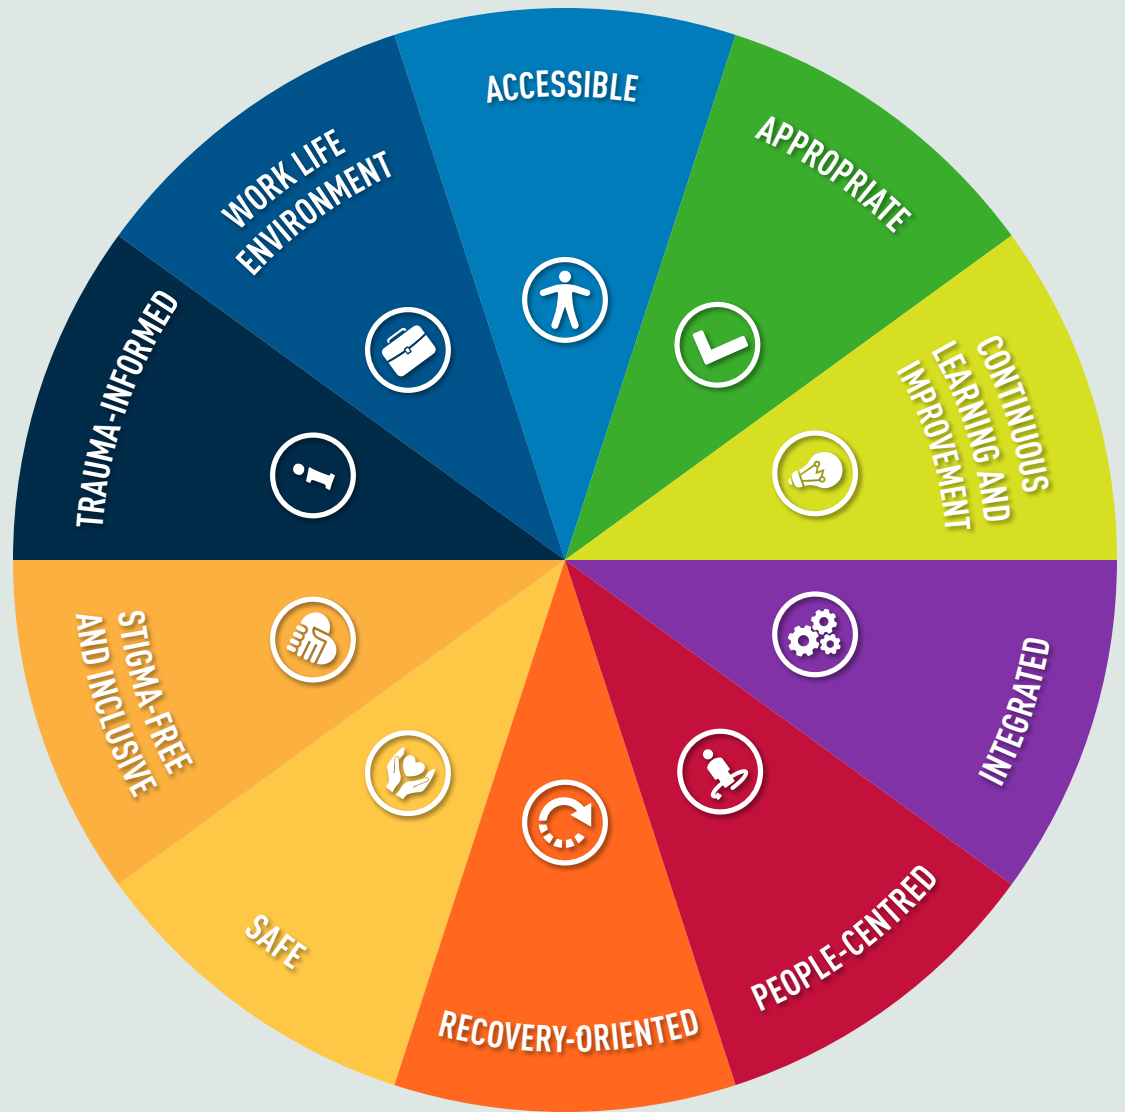 ACCESSIBLE
APPROPRIATE
CONTINUOUS
LEARNING AND
IMPROVEMENT
INTEGRATED
PEOPLE-CENTRED
RECOVERY-ORIENTED
SAFE
STIGMA-FREE
AND INCLUSIVE
TRAUMA-INFORMED
WORK LIFE
ENVIRONMENT